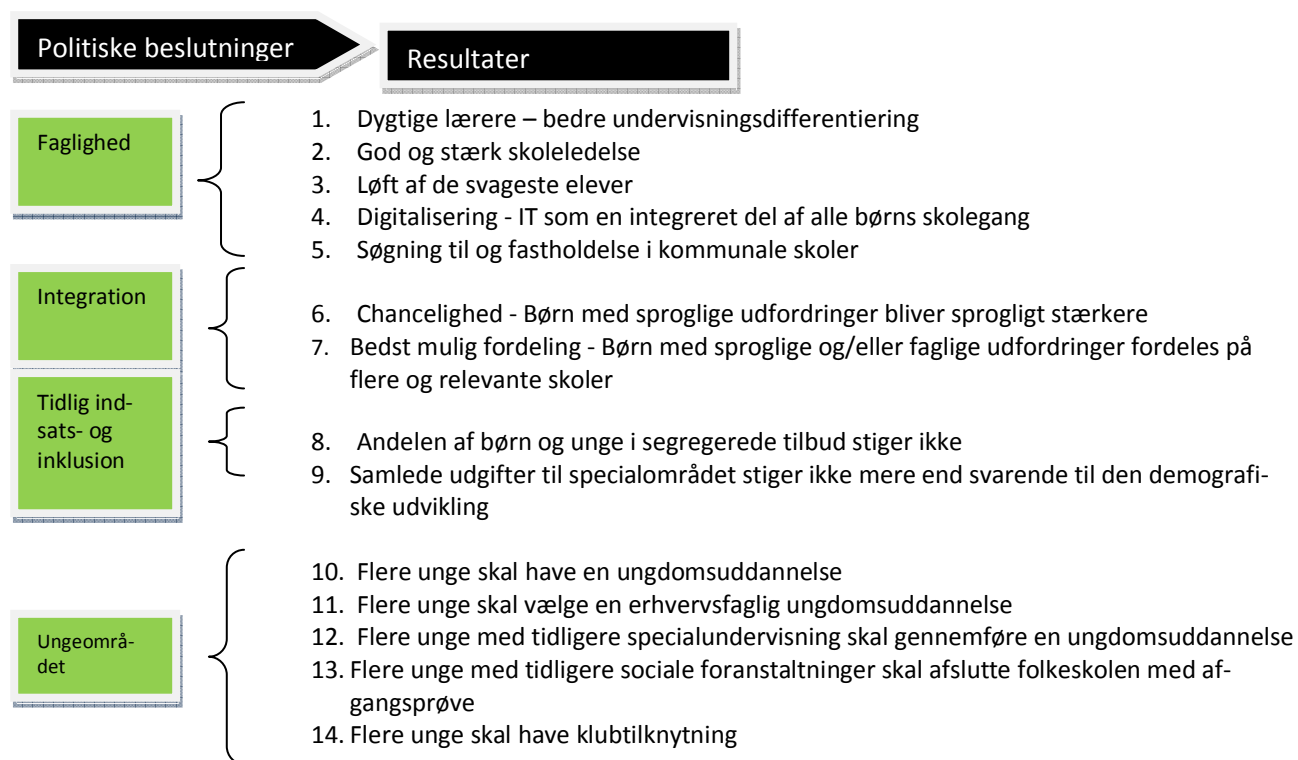 Politiske beslutninger
Resultater
Faglighed
1. Dygtige lærere – bedre undervisningsdifferentiering
2. God og stærk skoleledelse
3. Løft af de svageste elever
4. Digitalisering - IT som en integreret del af alle børns skolegang
5. Søgning til og fastholdelse i kommunale skoler
Integration
6. Chancelighed - Børn med sproglige udfordringer bliver sprogligt stærkere
7. Bedst mulig fordeling - Børn med sproglige og/eller faglige udfordringer fordeles på
flere og relevante skoler
Tidlig ind-
sats- og
inklusion
8. Andelen af børn og unge i segregerede tilbud stiger ikke
9. Samlede udgifter til specialområdet stiger ikke mere end svarende til den demografi-
ske udvikling
Ungeområ-
det
10. Flere unge skal have en ungdomsuddannelse
11. Flere unge skal vælge en erhvervsfaglig ungdomsuddannelse
12. Flere unge med tidligere specialundervisning skal gennemføre en ungdomsuddannelse
13. Flere unge med tidligere sociale foranstaltninger skal afslutte folkeskolen med af-
gangsprøve
14. Flere unge skal have klubtilknytning